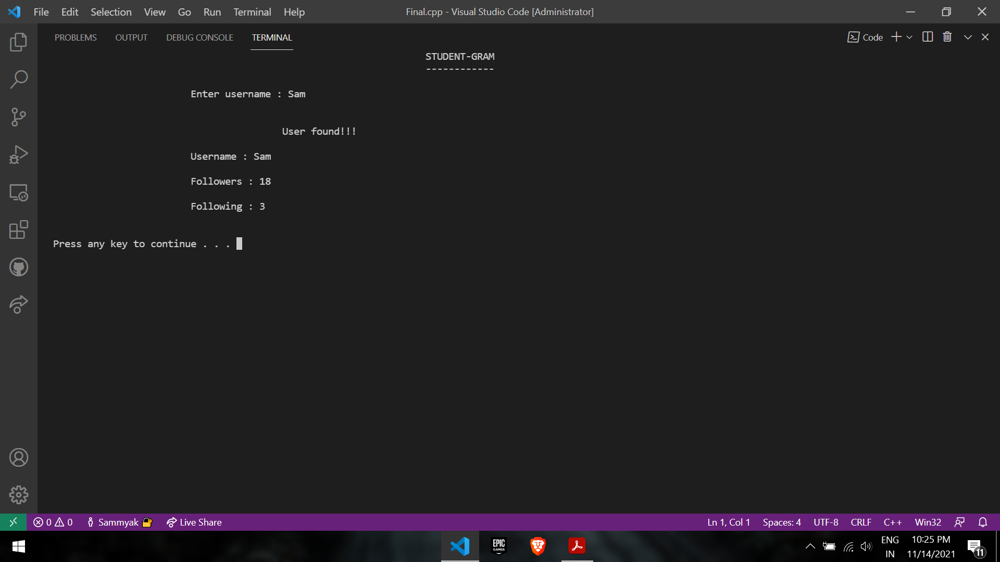 File Edit Selection View Go Run Terminal Help Final.cpp - Visual Studio Code [Administrator]
PROBLEMS OUTPUT DEBUG CONSOLE TERMINAL Code
STUDENT-GRAM
------------
Enter username : Sam
User found!!!
Username : Sam
Followers : 18
Following : 3
Press any key to continue . . .
0 0 Sammyak Live Share Ln 1, Col 1 Spaces: 4 UTF-8 CRLF C++ Win32
EPIC
GAMES
ENG 10:25 PM
IN 11/14/2021 11